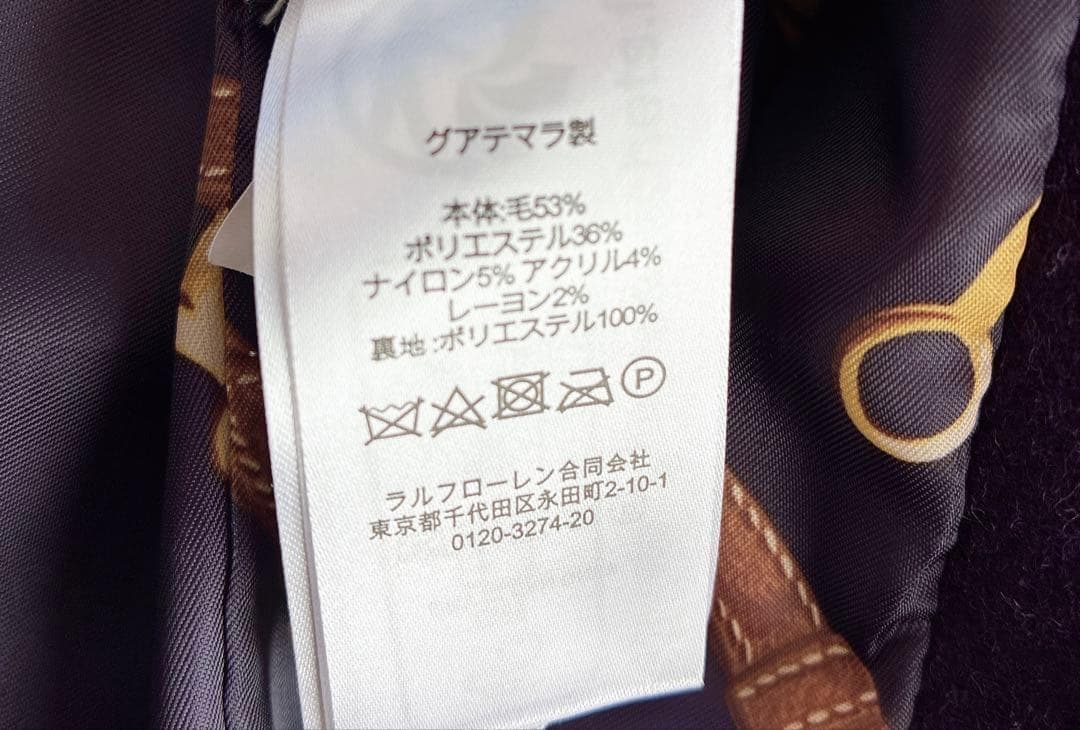 グアテマラ製
本体:毛53%
ポリエステル36%
ナイロン5% アクリル4%
レーヨン2%
裏地:ポリエステル100%
P
ラルフローレン合同会社
東京都千代田区永田町2-10-1
0120-3274-20